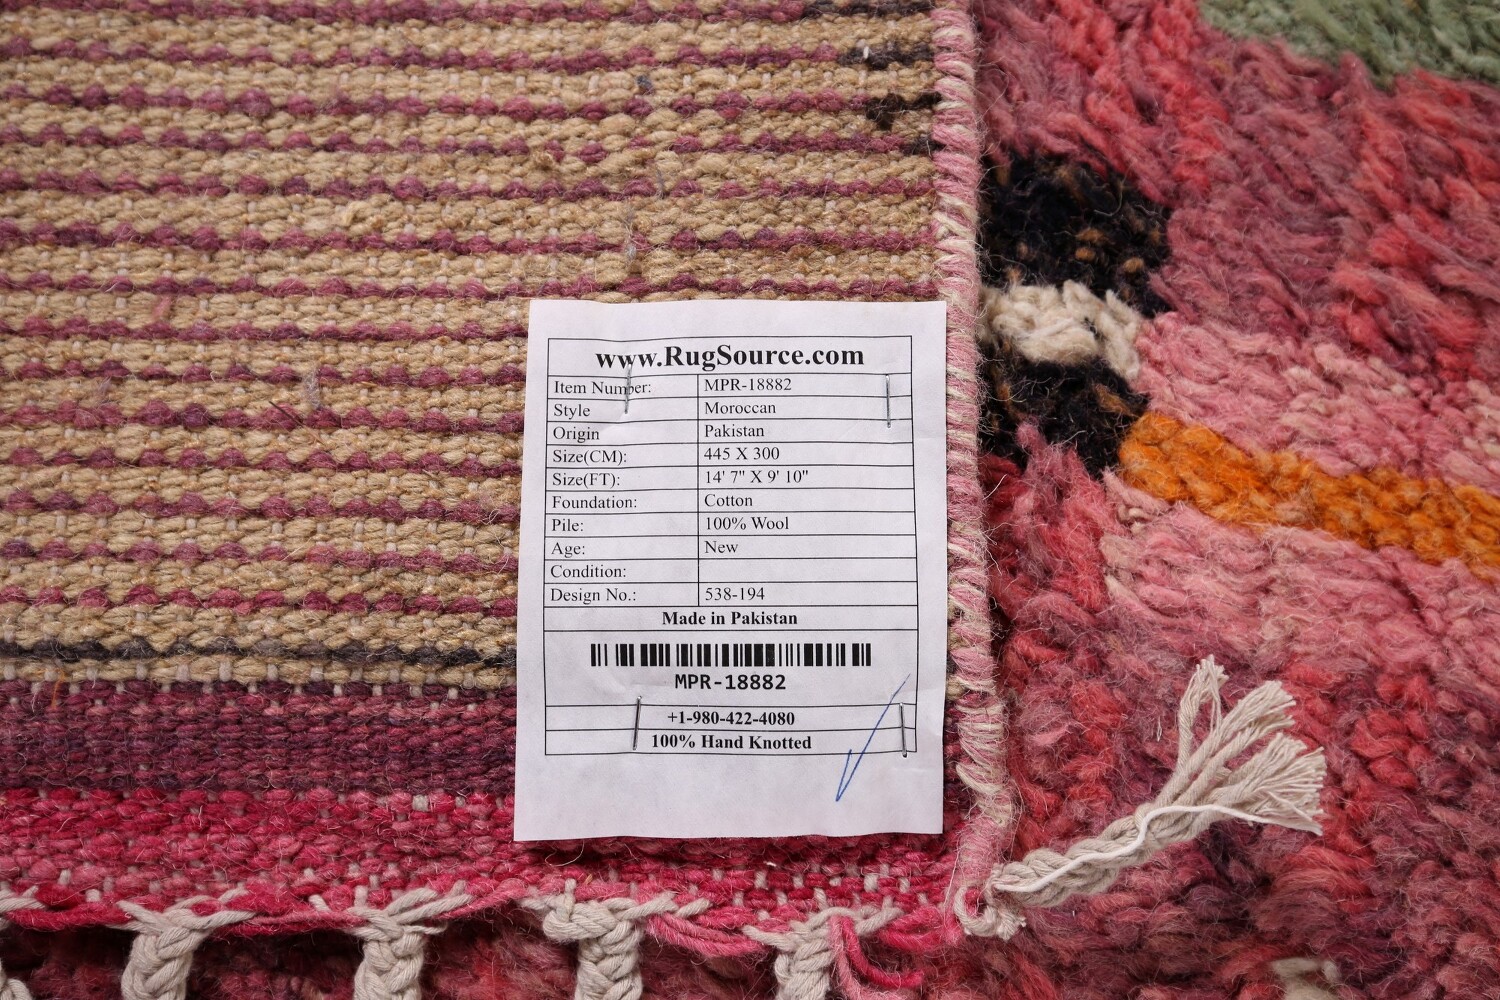 www.RugSource.com
Item Number: MPR-18882
Style Moroccan
Origin Pakistan
Size(CM): 445 X 300
Size(FT): 14' 7" X 9' 10"
Foundation: Cotton
Pile: 100% Wool
Age: New
Condition:
Design No.: 538-194
Made in Pakistan
MPR-18882
+1-980-422-4080
100% Hand Knotted